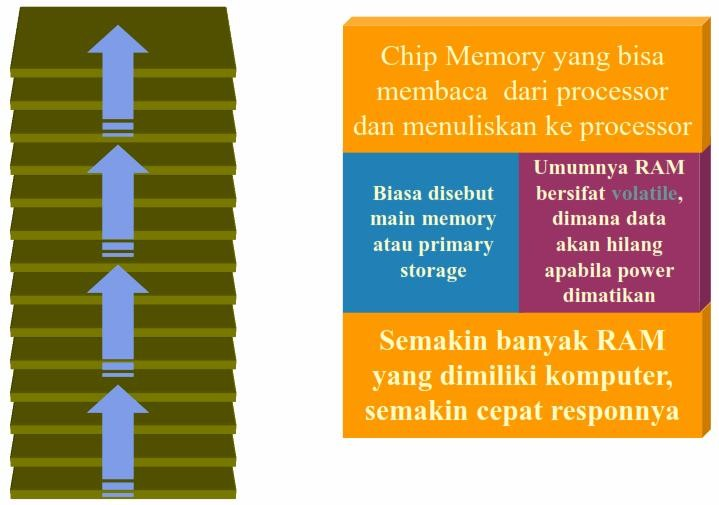 Chip Memory yang bisa
membaca dari processor
dan menuliskan ke processor
Biasa disebut
main memory
atau primary
storage
Umumnya RAM
bersifat volatile,
dimana data
akan hilang
apabila power
dimatikan
Semakin banyak RAM
yang dimiliki komputer,
semakin cepat responnya